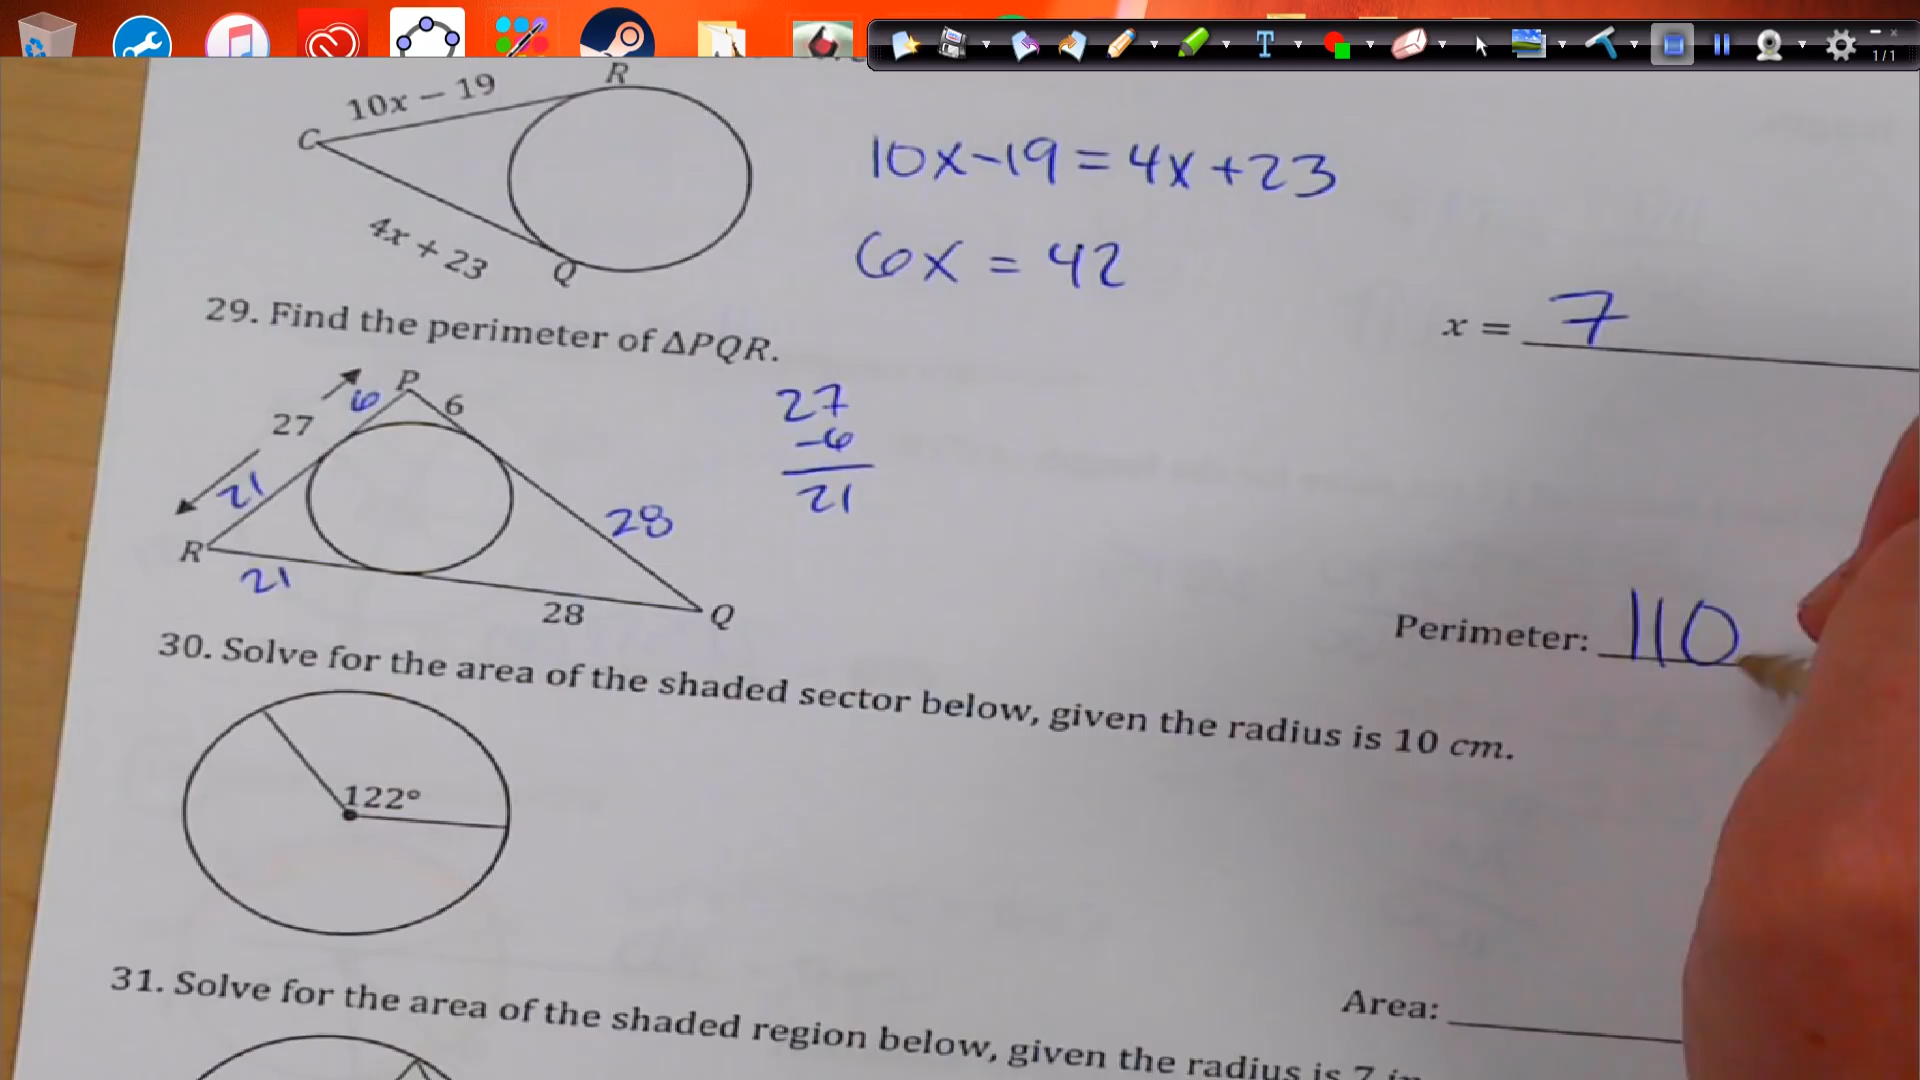 T
1/1
R
10x − 19
C
10x-19=4x+23
4x + 23
Q
6x = 42
29. Find the perimeter of ΔPQR.
x = 7
P
6
6
27
27
-6
21
21
28
R
21
28
Q
Perimeter: 110
30. Solve for the area of the shaded sector below, given the radius is 10 cm.
122°
Area:
31. Solve for the area of the shaded region below, given the radius is 7